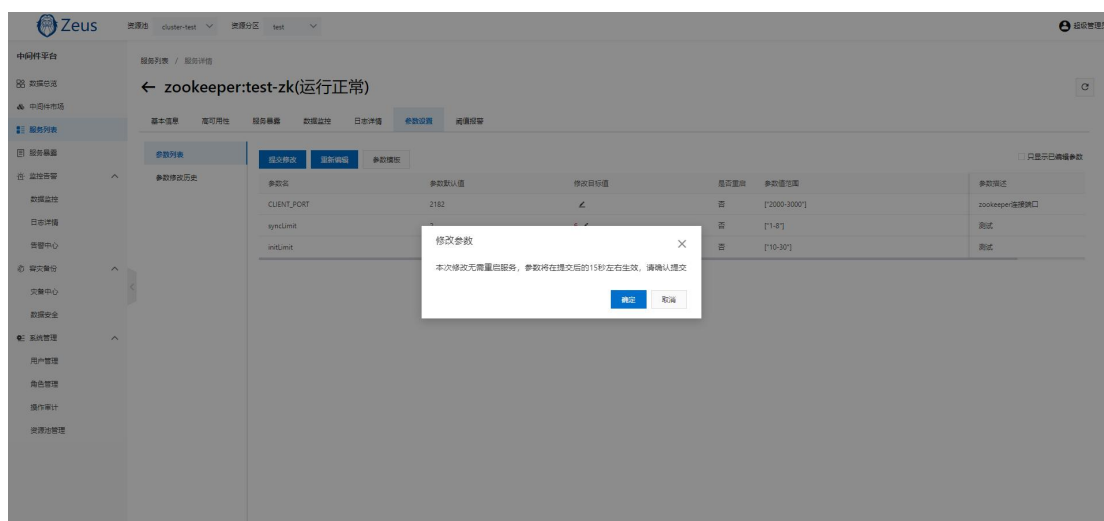 Zeus 资源池 cluster-test 资源分区 test 超级管理员
中间件平台
数据总览
中间件市场
服务列表
服务暴露
监控告警
数据监控
日志详情
告警中心
容灾备份
灾备中心
数据安全
系统管理
用户管理
角色管理
操作审计
资源池管理
服务列表 / 服务详情
← zookeeper:test-zk(运行正常)
基本信息 高可用性 服务暴露 数据监控 日志详情 参数设置 阈值报警
参数列表
参数修改历史
提交修改 重新编辑 参数模板 只显示已编辑参数
参数名 参数默认值 修改目标值 是否重启 参数值范围 参数描述
CLIENT_PORT 2182 否 ["2000-3000"] zookeeper连接端口
syncLimit 否 ["1-8"] 测试
initLimit 否 ["10-30"] 测试
修改参数
本次修改无需重启服务，参数将在提交后的15秒左右生效，请确认提交
确定 取消